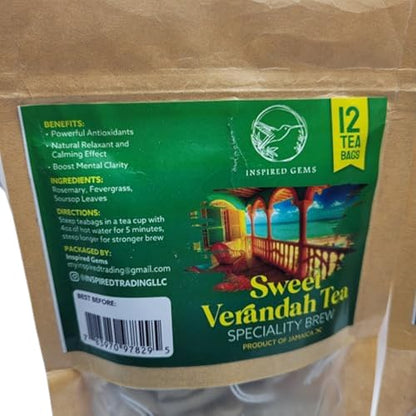 BENEFITS:
• Powerful Antioxidants
• Natural Relaxant and
Calming Effect
• Boost Mental Clarity
INGREDIENTS:
Rosemary, Fevergrass,
Soursop Leaves
DIRECTIONS:
Steep teabags in a tea cup with
4oz of hot water for 5 minutes,
steep longer for stronger brew
PACKAGED BY:
Inspired Gems
myinspiredtrading@gmail.com
@INSPIREDTRADINGLLC
BEST BEFORE:
INSPIRED GEMS
12
TEA
BAGS
Sweet
Verandah Tea
SPECIALITY BREW
PRODUCT OF JAMAICA